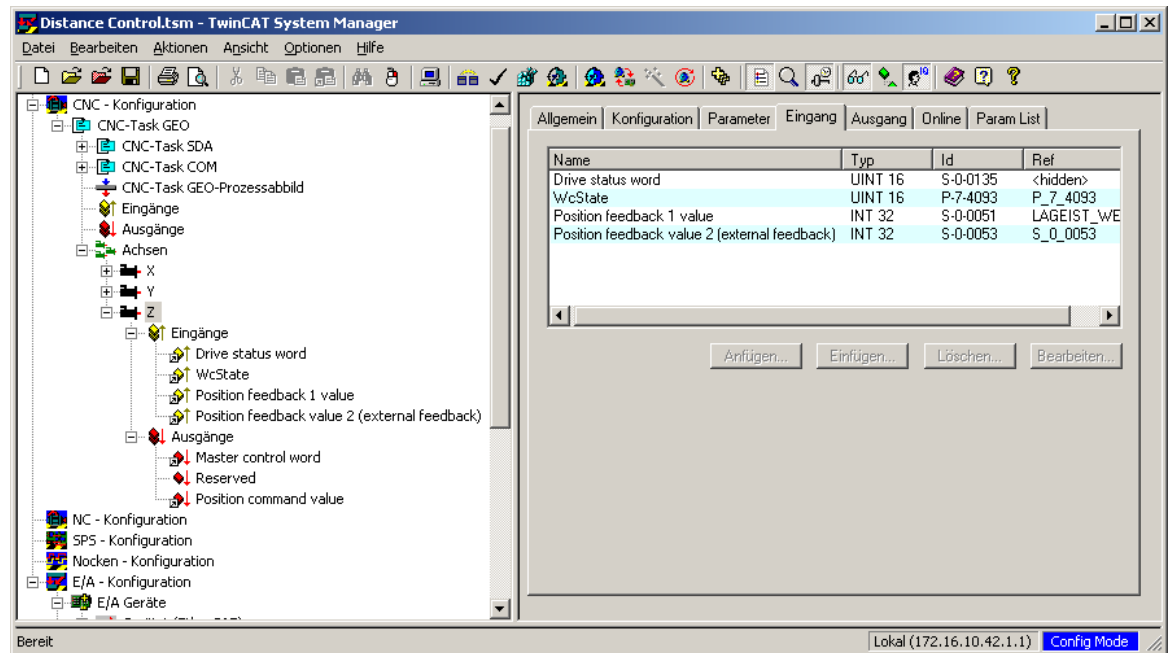 Distance Control.tsm - TwinCAT System Manager
Datei Bearbeiten Aktionen Ansicht Optionen Hilfe
CNC - Konfiguration
CNC-Task GEO
CNC-Task SDA
CNC-Task COM
CNC-Task GEO-Prozessabbild
Eingänge
Ausgänge
Achsen
X
Y
Z
Eingänge
Drive status word
WcState
Position feedback 1 value
Position feedback value 2 (external feedback)
Ausgänge
Master control word
Reserved
Position command value
NC - Konfiguration
SPS - Konfiguration
Nocken - Konfiguration
E/A - Konfiguration
E/A Geräte
Allgemein Konfiguration Parameter Eingang Ausgang Online Param List
Name Typ Id Ref
Drive status word UINT 16 S-0-0135 <hidden>
WcState UINT 16 P-7-4093 P_7_4093
Position feedback 1 value INT 32 S-0-0051 LAGEIST_WE
Position feedback value 2 (external feedback) INT 32 S-0-0053 S_0_0053
Anfügen... Einfügen... Löschen... Bearbeiten...
Bereit Lokal (172.16.10.42.1.1) Config Mode